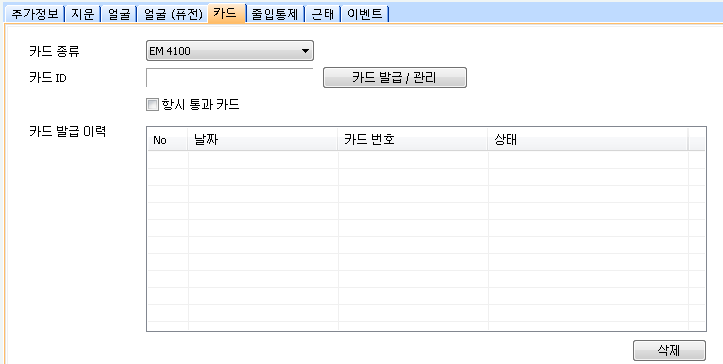 추가정보 지문 얼굴 얼굴 (퓨전) 카드 출입통제 근태 이벤트
카드 종류 EM 4100
카드 ID 카드 발급 / 관리
항시 통과 카드
카드 발급 이력 No 날짜 카드 번호 상태
삭제